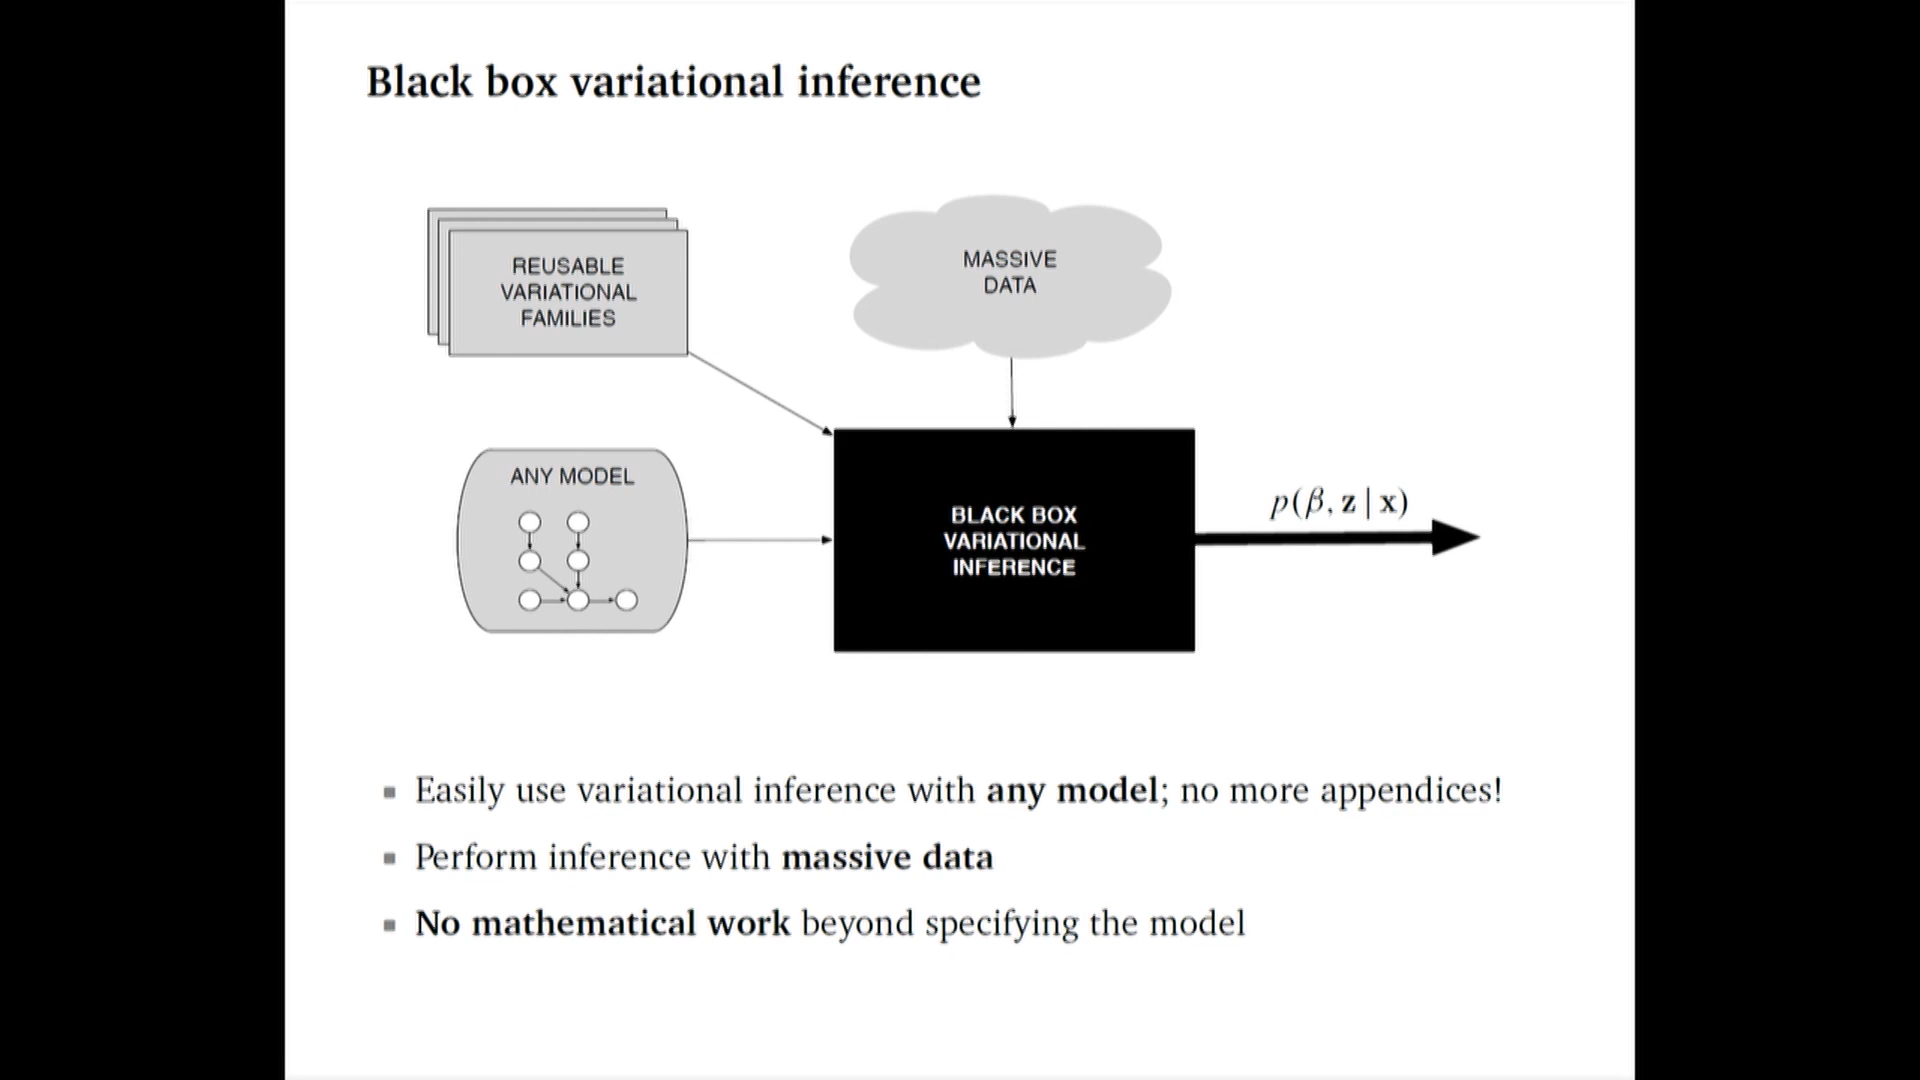 Black box variational inference
REUSABLE
VARIATIONAL
FAMILIES
MASSIVE
DATA
ANY MODEL
BLACK BOX
VARIATIONAL
INFERENCE
p(β, z | x)
Easily use variational inference with any model; no more appendices!
Perform inference with massive data
No mathematical work beyond specifying the model